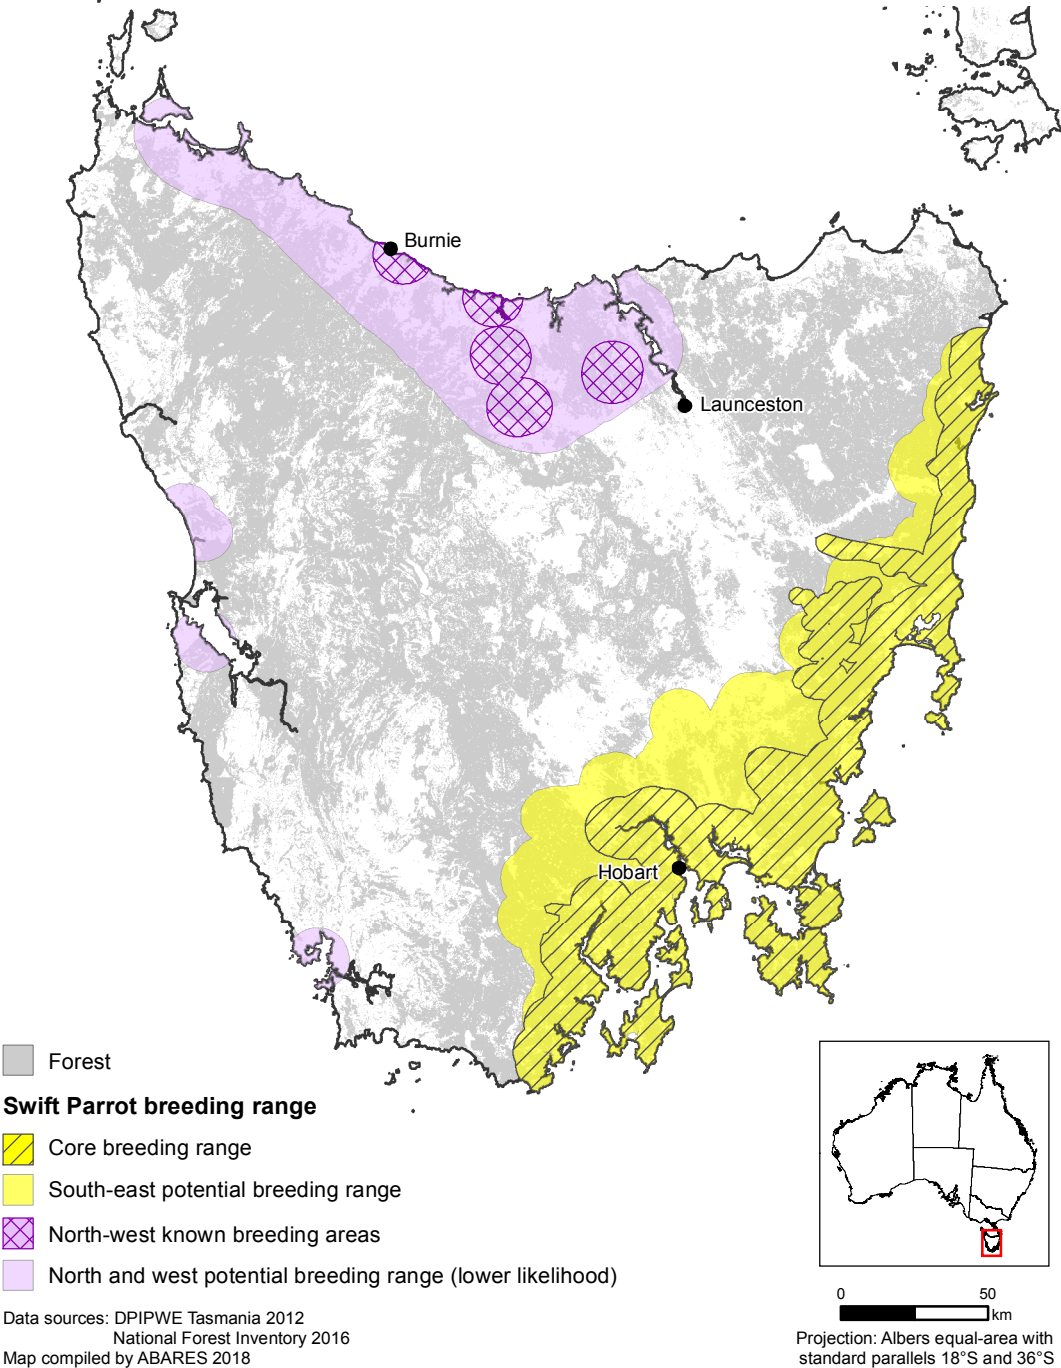 Burnie
Launceston
Hobart
Forest
Swift Parrot breeding range
Core breeding range
South-east potential breeding range
North-west known breeding areas
North and west potential breeding range (lower likelihood)
Data sources: DPIPWE Tasmania 2012
National Forest Inventory 2016
Map compiled by ABARES 2018
0 50
km
Projection: Albers equal-area with
standard parallels 18°S and 36°S